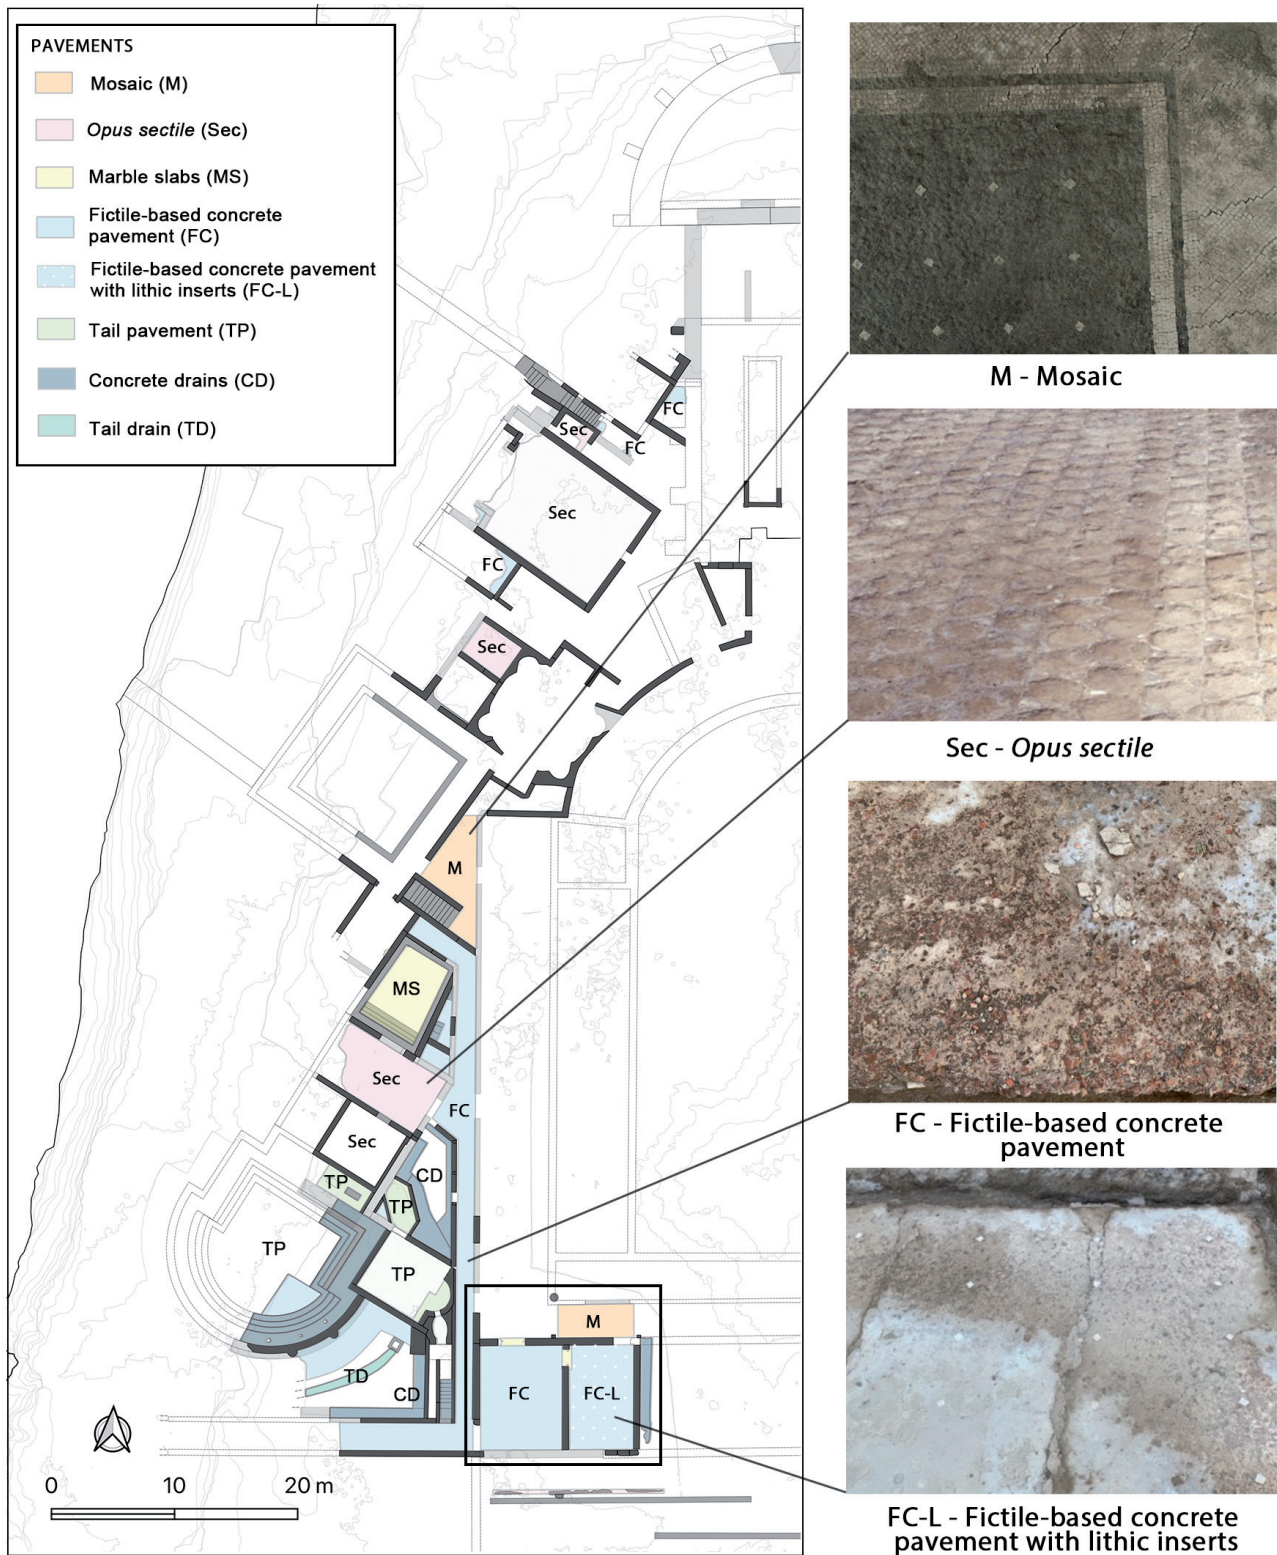 PAVEMENTS
Mosaic (M)
Opus sectile (Sec)
Marble slabs (MS)
Fictile-based concrete
pavement (FC)
Fictile-based concrete pavement
with lithic inserts (FC-L)
Tail pavement (TP)
Concrete drains (CD)
Tail drain (TD)
FC
Sec
FC
Sec
FC
Sec
M
MS
Sec
FC
Sec
CD
TP
TP
TP
TP
M
TD
CD
FC
FC-L
0 10 20 m
M - Mosaic
Sec - Opus sectile
FC - Fictile-based concrete
pavement
FC-L - Fictile-based concrete
pavement with lithic inserts